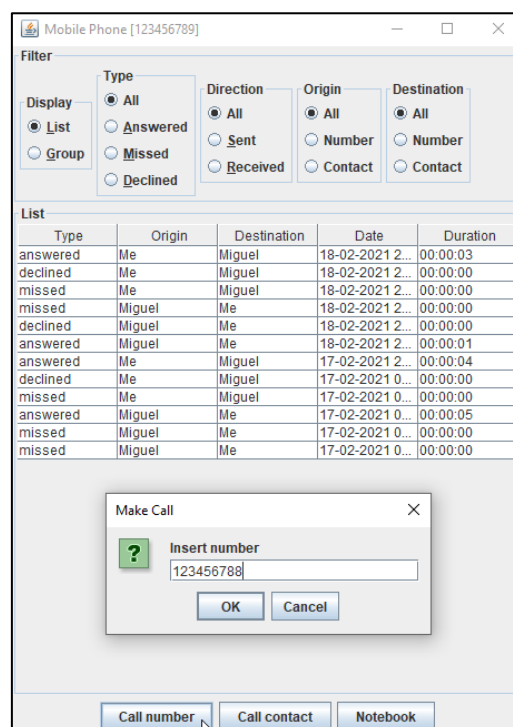 Mobile Phone [123456789]
Filter
Display
List
Group
Type
All
Answered
Missed
Declined
Direction
All
Sent
Received
Origin
All
Number
Contact
Destination
All
Number
Contact
List
Type Origin Destination Date Duration
answered Me Miguel 18-02-2021 2... 00:00:03
declined Me Miguel 18-02-2021 2... 00:00:00
missed Me Miguel 18-02-2021 2... 00:00:00
missed Miguel Me 18-02-2021 2... 00:00:00
declined Miguel Me 18-02-2021 2... 00:00:00
answered Miguel Me 18-02-2021 2... 00:00:01
answered Me Miguel 17-02-2021 2... 00:00:04
declined Me Miguel 17-02-2021 0... 00:00:00
missed Me Miguel 17-02-2021 0... 00:00:00
answered Miguel Me 17-02-2021 0... 00:00:05
missed Miguel Me 17-02-2021 0... 00:00:00
missed Miguel Me 17-02-2021 0... 00:00:00
Make Call
?
Insert number
123456788
OK Cancel
Call number Call contact Notebook